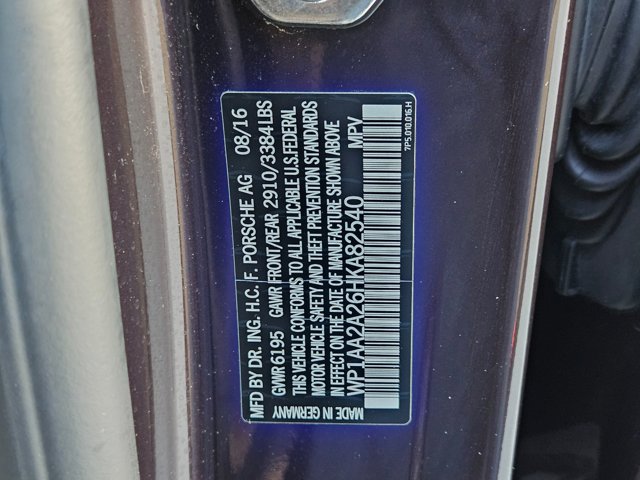 MFD BY DR. ING. H.C. F. PORSCHE AG 08/16
GVWR 6195 GAWR FRONT/REAR 2910/3384 LBS
THIS VEHICLE CONFORMS TO ALL APPLICABLE U.S. FEDERAL
MOTOR VEHICLE SAFETY AND THEFT PREVENTION STANDARDS
IN EFFECT ON THE DATE OF MANUFACTURE SHOWN ABOVE
WP1AA2A26HKA82540 MPV
MADE IN GERMANY
7P5.010.016.H